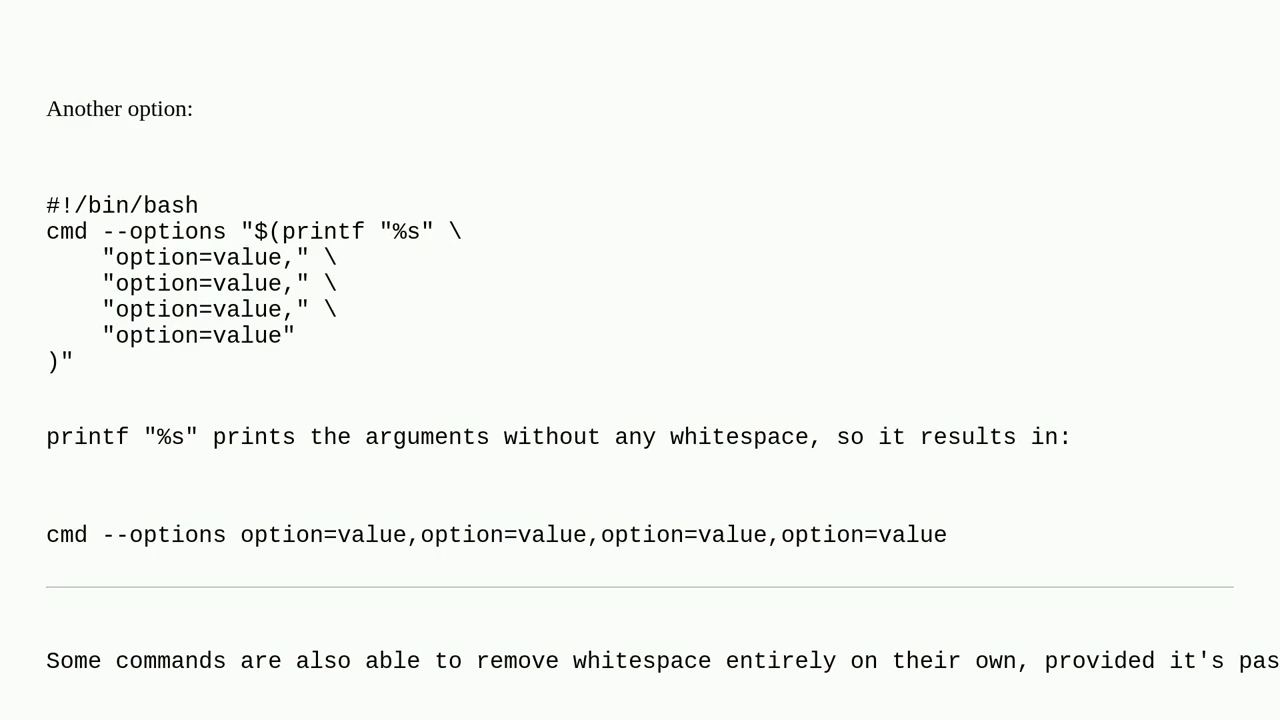 Another option:
#!/bin/bash
cmd --options "$(printf "%s" \
    "option=value," \
    "option=value," \
    "option=value," \
    "option=value"
)"
printf "%s" prints the arguments without any whitespace, so it results in:
cmd --options option=value,option=value,option=value,option=value
Some commands are also able to remove whitespace entirely on their own, provided it's